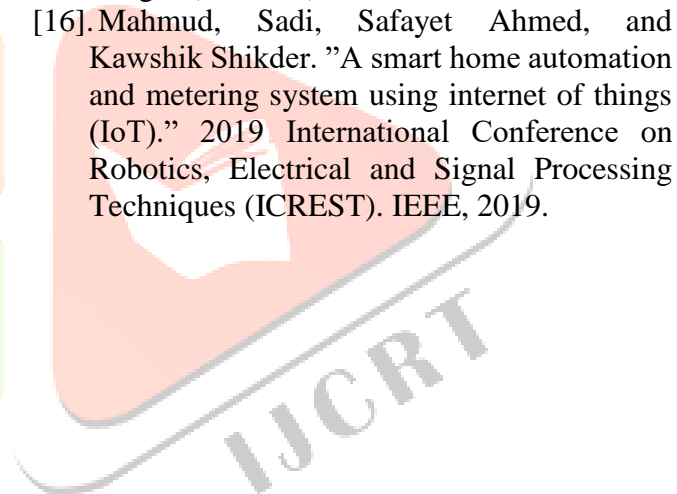 [16]. Mahmud, Sadi, Safayet Ahmed, and
Kawshik Shikder. ”A smart home automation
and metering system using internet of things
(IoT).” 2019 International Conference on
Robotics, Electrical and Signal Processing
Techniques (ICREST). IEEE, 2019.
IJCRT